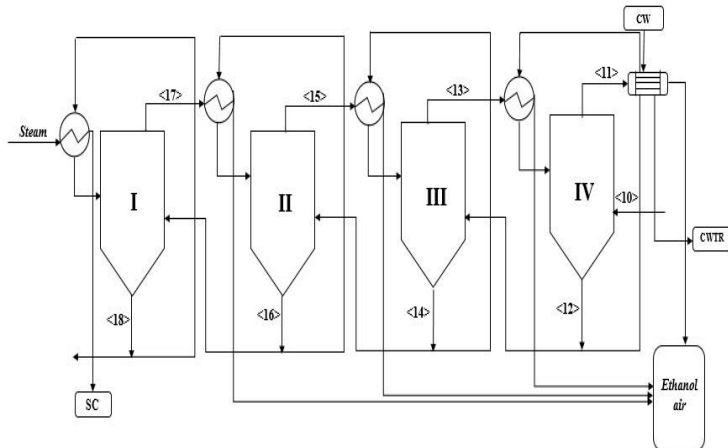 CW
<11>
<17>
<15>
<13>
Steam
I
II
III
IV
<10>
CWTR
<18>
<16>
<14>
<12>
SC
Ethanol
air